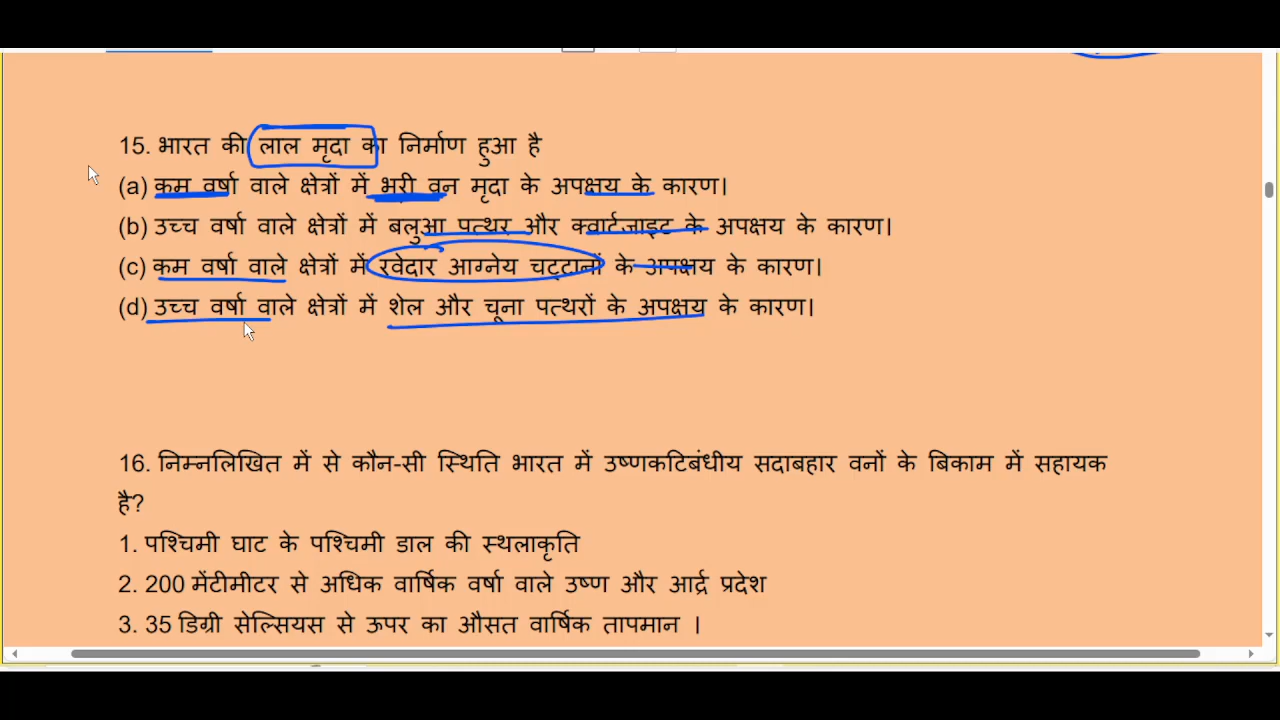 15. भारत की लाल मृदा का निर्माण हुआ है
(a) कम वर्षा वाले क्षेत्रों में भूरी वन मृदा के अपक्षय के कारण।
(b) उच्च वर्षा वाले क्षेत्रों में बलुआ पत्थर और क्वार्टजाइट के अपक्षय के कारण।
(c) कम वर्षा वाले क्षेत्रों में रवेदार आग्नेय चट्टानों के अपक्षय के कारण।
(d) उच्च वर्षा वाले क्षेत्रों में शेल और चूना पत्थरों के अपक्षय के कारण।
16. निम्नलिखित में से कौन-सी स्थिति भारत में उष्णकटिबंधीय सदाबहार वनों के बिकाम में सहायक
है?
1. पश्चिमी घाट के पश्चिमी डाल की स्थलाकृति
2. 200 मेंटीमीटर से अधिक वार्षिक वर्षा वाले उष्ण और आर्द्र प्रदेश
3. 35 डिग्री सेल्सियस से ऊपर का औसत वार्षिक तापमान ।